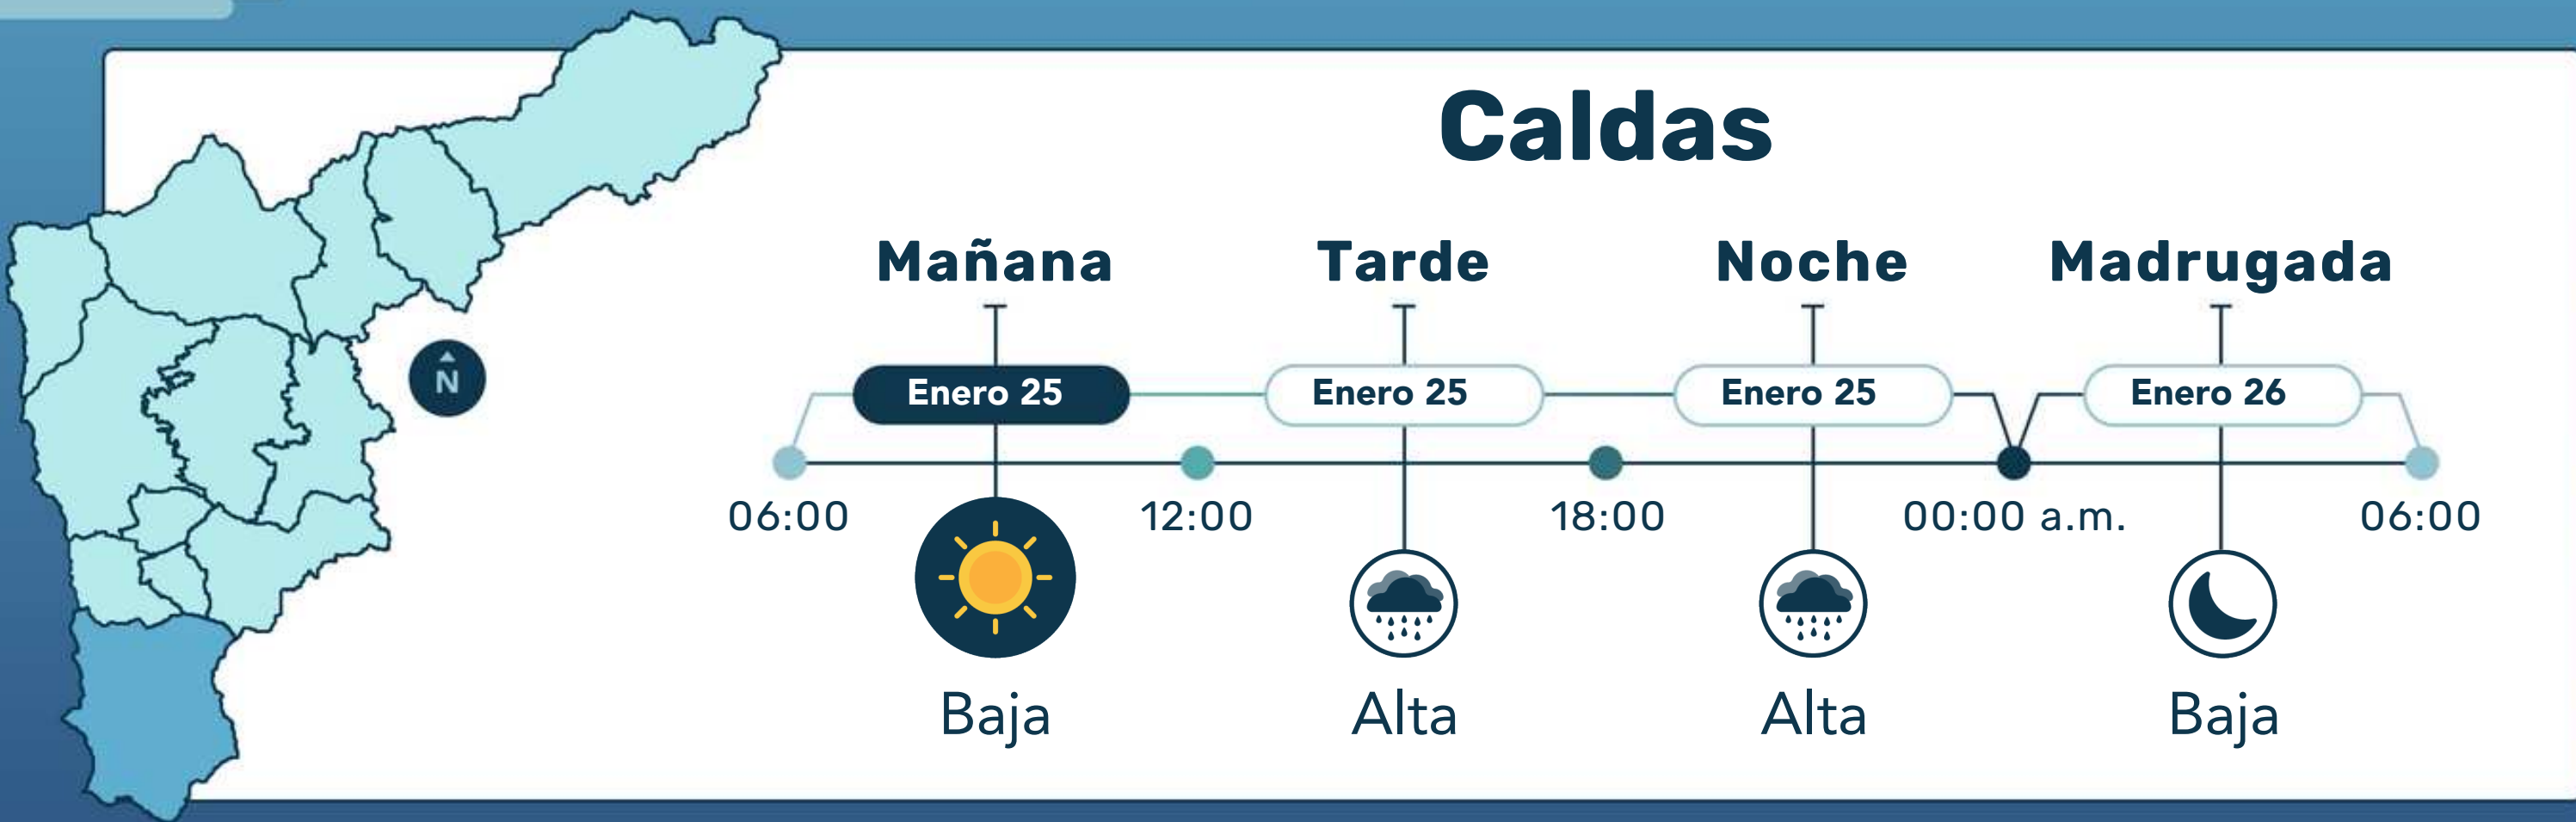 Caldas
Mañana Tarde Noche Madrugada
N
Enero 25 Enero 25 Enero 25 Enero 26
06:00 12:00 18:00 00:00 a.m. 06:00
Baja Alta Alta Baja